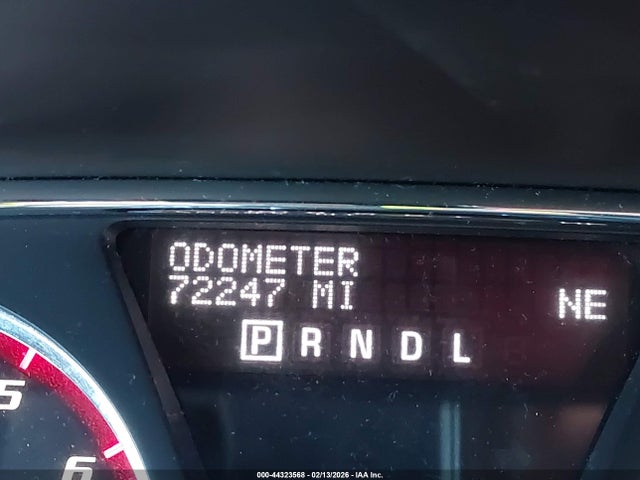 ODOMETER
72247 MI
NE
P R N D L
5
6
000-44323568 - 02/13/2026 - IAA Inc.